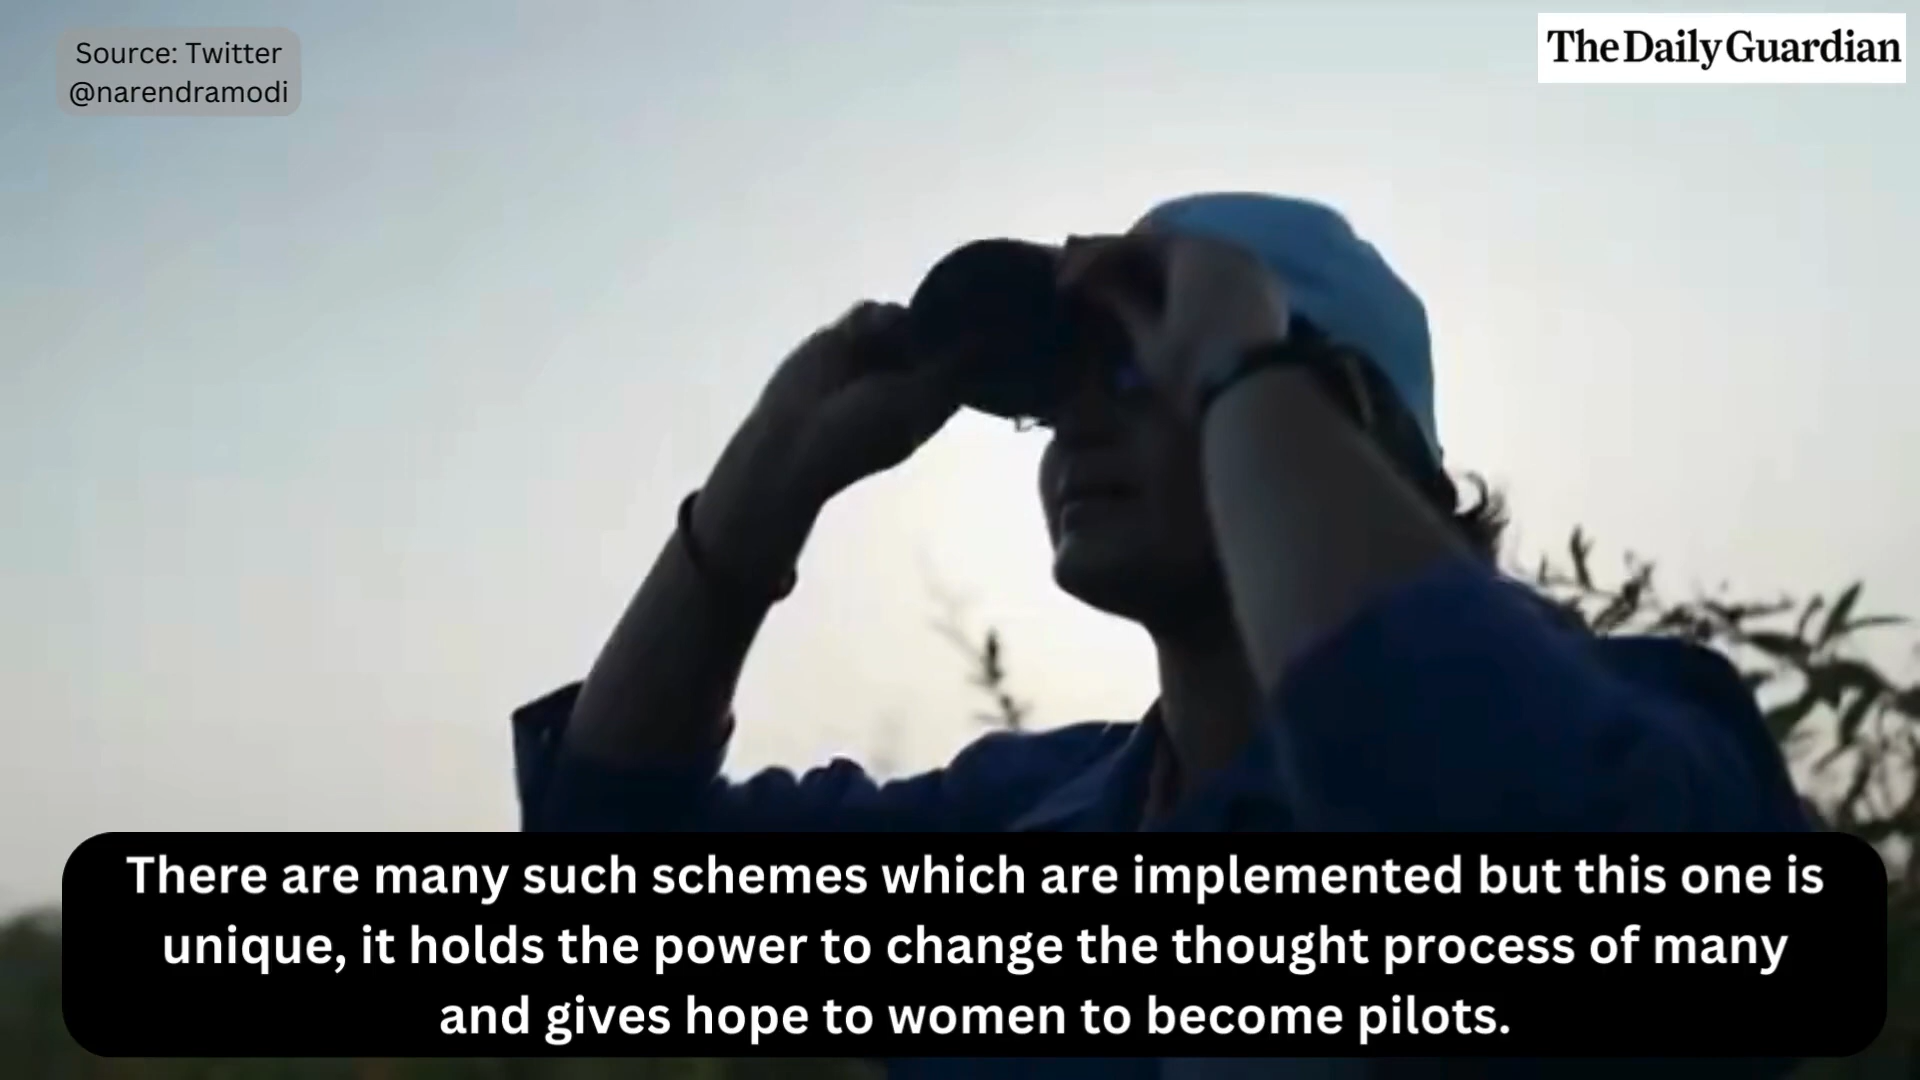 Source: Twitter
@narendramodi
The Daily Guardian
There are many such schemes which are implemented but this one is
unique, it holds the power to change the thought process of many
and gives hope to women to become pilots.